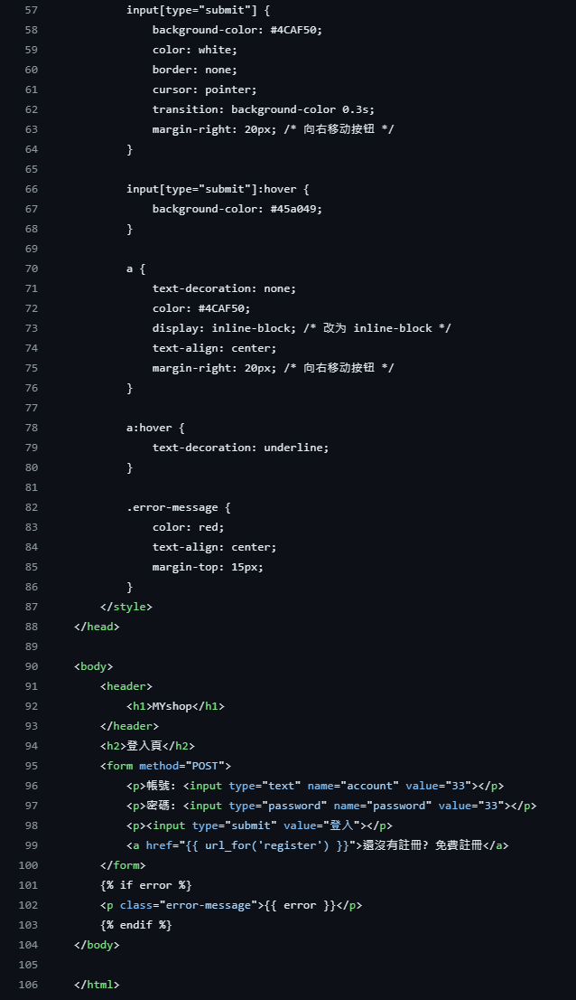 57 input[type="submit"] {
58 background-color: #4CAF50;
59 color: white;
60 border: none;
61 cursor: pointer;
62 transition: background-color 0.3s;
63 margin-right: 20px; /* 向右移动按钮 */
64 }
65
66 input[type="submit"]:hover {
67 background-color: #45a049;
68 }
69
70 a {
71 text-decoration: none;
72 color: #4CAF50;
73 display: inline-block; /* 改为 inline-block */
74 text-align: center;
75 margin-right: 20px; /* 向右移动按钮 */
76 }
77
78 a:hover {
79 text-decoration: underline;
80 }
81
82 .error-message {
83 color: red;
84 text-align: center;
85 margin-top: 15px;
86 }
87 </style>
88 </head>
89
90 <body>
91 <header>
92 <h1>MYshop</h1>
93 </header>
94 <h2>登入頁</h2>
95 <form method="POST">
96 <p>帳號: <input type="text" name="account" value="33"></p>
97 <p>密碼: <input type="password" name="password" value="33"></p>
98 <p><input type="submit" value="登入"></p>
99 <a href="{{ url_for('register') }}">還沒有註冊? 免費註冊</a>
100 </form>
101 {% if error %}
102 <p class="error-message">{{ error }}</p>
103 {% endif %}
104 </body>
105
106 </html>